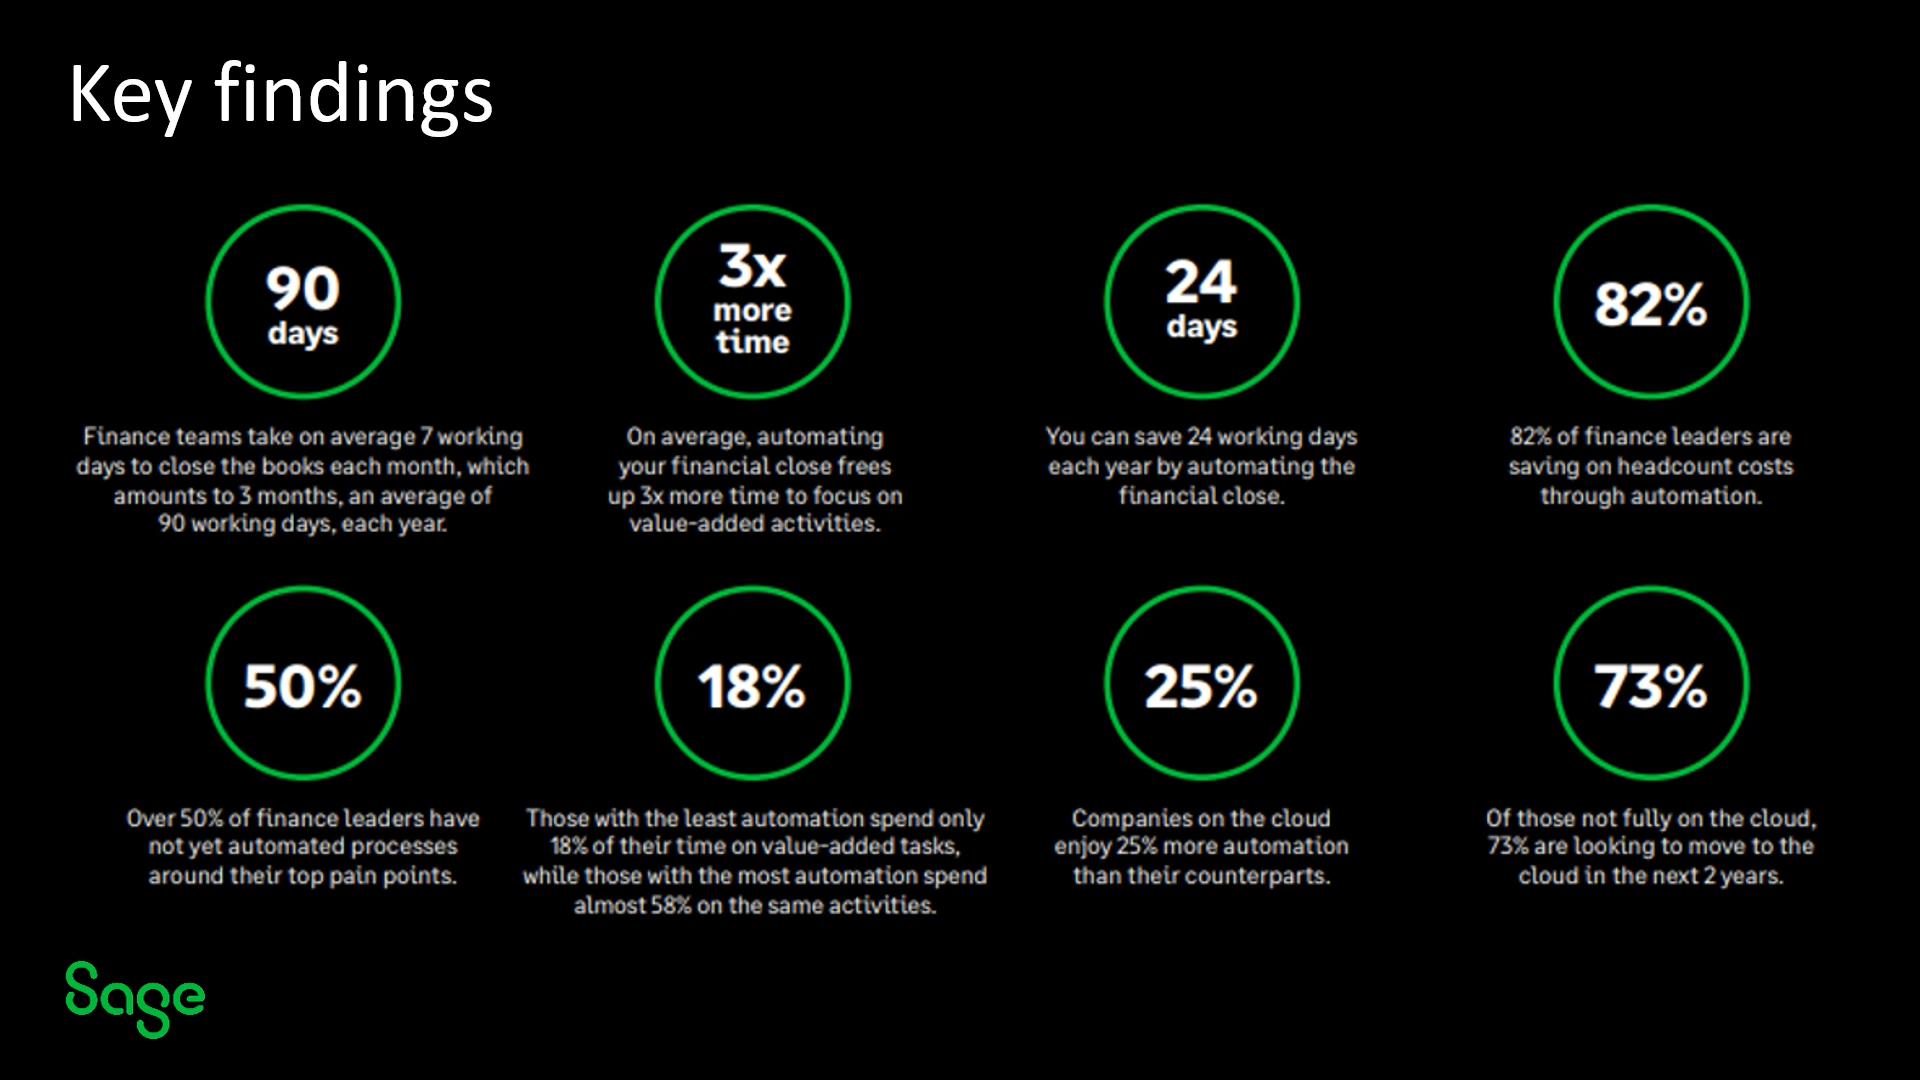 Key findings
90
days
Finance teams take on average 7 working
days to close the books each month, which
amounts to 3 months, an average of
90 working days, each year.
3x
more
time
On average, automating
your financial close frees
up 3x more time to focus on
value-added activities.
24
days
You can save 24 working days
each year by automating the
financial close.
82%
82% of finance leaders are
saving on headcount costs
through automation.
50%
Over 50% of finance leaders have
not yet automated processes
around their top pain points.
18%
Those with the least automation spend only
18% of their time on value-added tasks,
while those with the most automation spend
almost 58% on the same activities.
25%
Companies on the cloud
enjoy 25% more automation
than their counterparts.
73%
Of those not fully on the cloud,
73% are looking to move to the
cloud in the next 2 years.
Sage